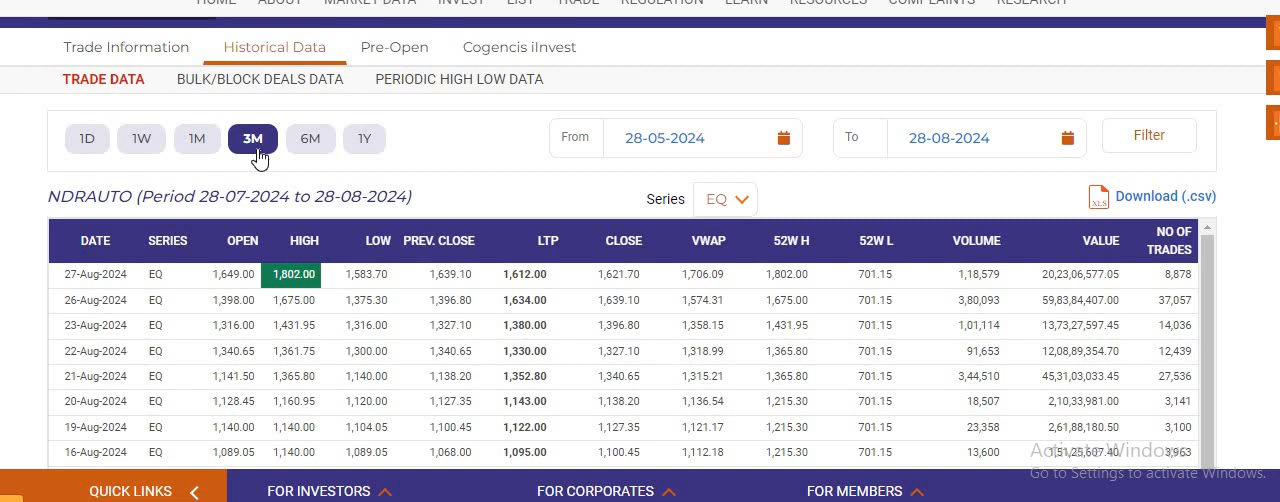 HOME ABOUT MARKET DATA INVEST LIST TRADE REGULATION LEARN RESOURCES COMPLAINTS RESEARCH
Trade Information Historical Data Pre-Open Cogencis iInvest
TRADE DATA BULK/BLOCK DEALS DATA PERIODIC HIGH LOW DATA
1D 1W 1M 3M 6M 1Y From 28-05-2024 To 28-08-2024 Filter
NDRAUTO (Period 28-07-2024 to 28-08-2024) Series EQ XLS Download (.csv)
DATE SERIES OPEN HIGH LOW PREV. CLOSE LTP CLOSE VWAP 52W H 52W L VOLUME VALUE NO OF TRADES
27-Aug-2024 EQ 1,649.00 1,802.00 1,583.70 1,639.10 1,612.00 1,621.70 1,706.09 1,802.00 701.15 1,18,579 20,23,06,577.05 8,878
26-Aug-2024 EQ 1,398.00 1,675.00 1,375.30 1,396.80 1,634.00 1,639.10 1,574.31 1,675.00 701.15 3,80,093 59,83,84,407.00 37,057
23-Aug-2024 EQ 1,316.00 1,431.95 1,316.00 1,327.10 1,380.00 1,396.80 1,358.15 1,431.95 701.15 1,01,114 13,73,27,597.45 14,036
22-Aug-2024 EQ 1,340.65 1,361.75 1,300.00 1,340.65 1,330.00 1,327.10 1,318.99 1,365.80 701.15 91,653 12,08,89,354.70 12,439
21-Aug-2024 EQ 1,141.50 1,365.80 1,140.00 1,138.20 1,352.80 1,340.65 1,315.21 1,365.80 701.15 3,44,510 45,31,03,033.45 27,536
20-Aug-2024 EQ 1,128.45 1,160.95 1,120.00 1,127.35 1,143.00 1,138.20 1,136.54 1,215.30 701.15 18,507 2,10,33,981.00 3,141
19-Aug-2024 EQ 1,140.00 1,140.00 1,104.05 1,100.45 1,122.00 1,127.35 1,121.17 1,215.30 701.15 23,358 2,61,88,180.50 3,100
16-Aug-2024 EQ 1,089.05 1,140.00 1,089.05 1,060.00 1,095.00 1,100.45 1,112.18 1,215.30 701.15 13,600
Activate Windows
Go to Settings to activate Windows.
QUICK LINKS FOR INVESTORS FOR CORPORATES FOR MEMBERS